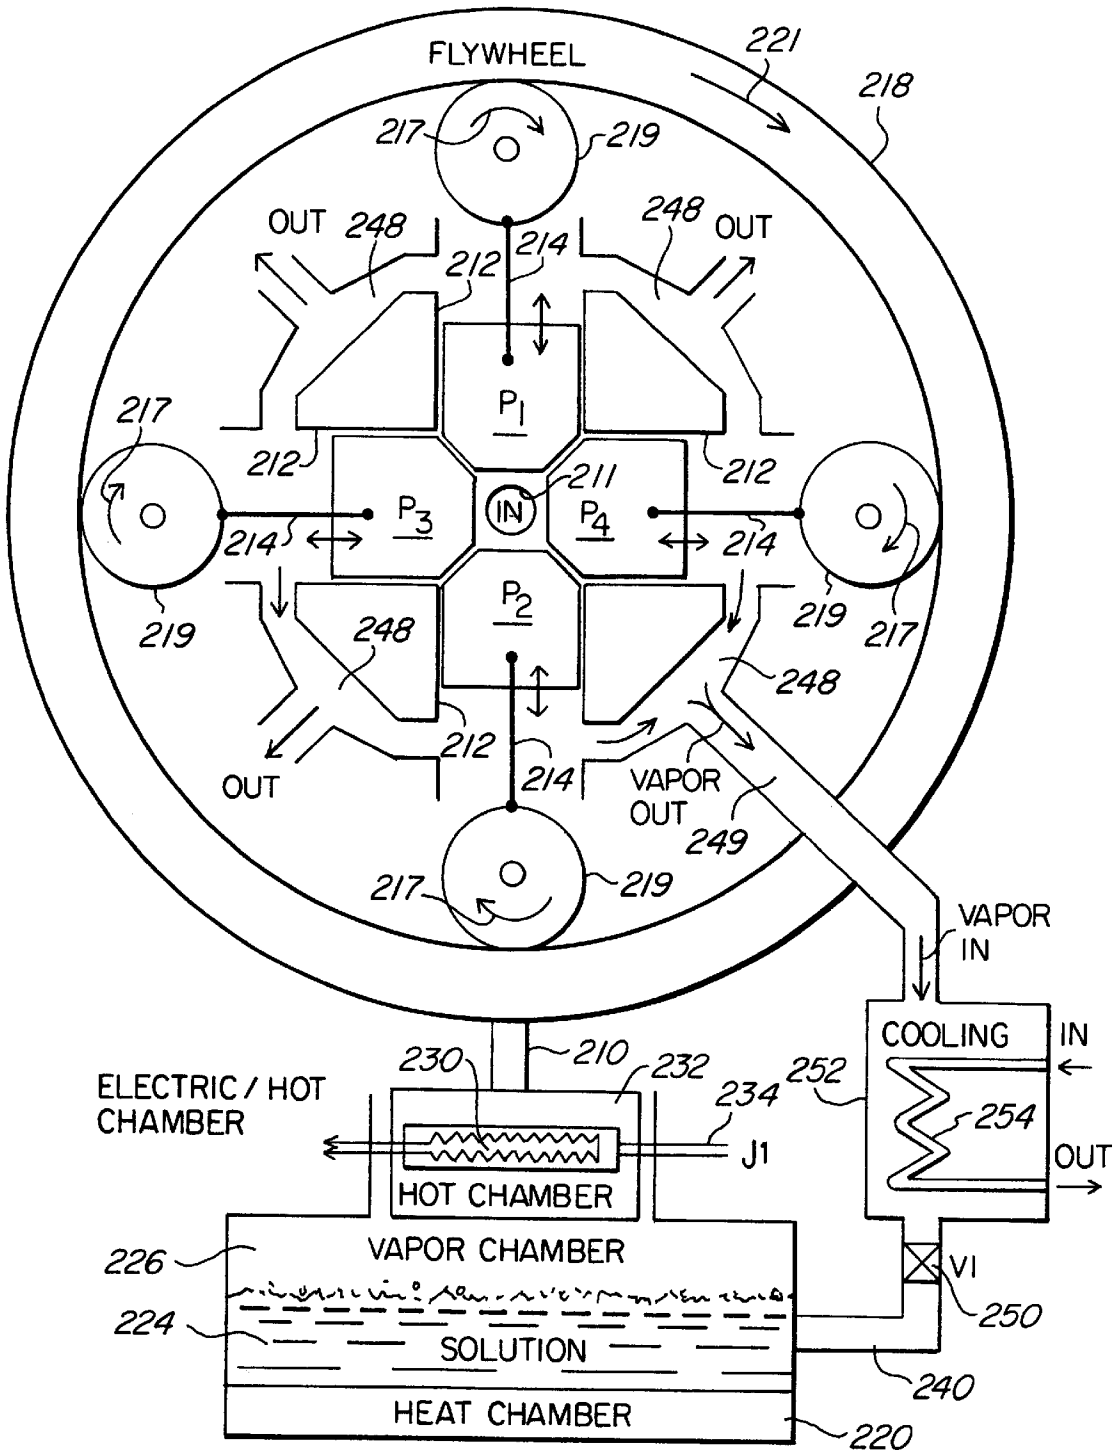 FLYWHEEL
221
218
217
219
OUT
248
212
214
248
OUT
P1
217
212
P3
211
IN
P4
212
214
214
219
P2
219
217
248
248
212
214
OUT
VAPOR
OUT
249
217
219
VAPOR
IN
210
COOLING
IN
230
232
252
ELECTRIC / HOT
CHAMBER
234
254
J1
OUT
HOT CHAMBER
226
VAPOR CHAMBER
V1
250
224
SOLUTION
240
HEAT CHAMBER
220